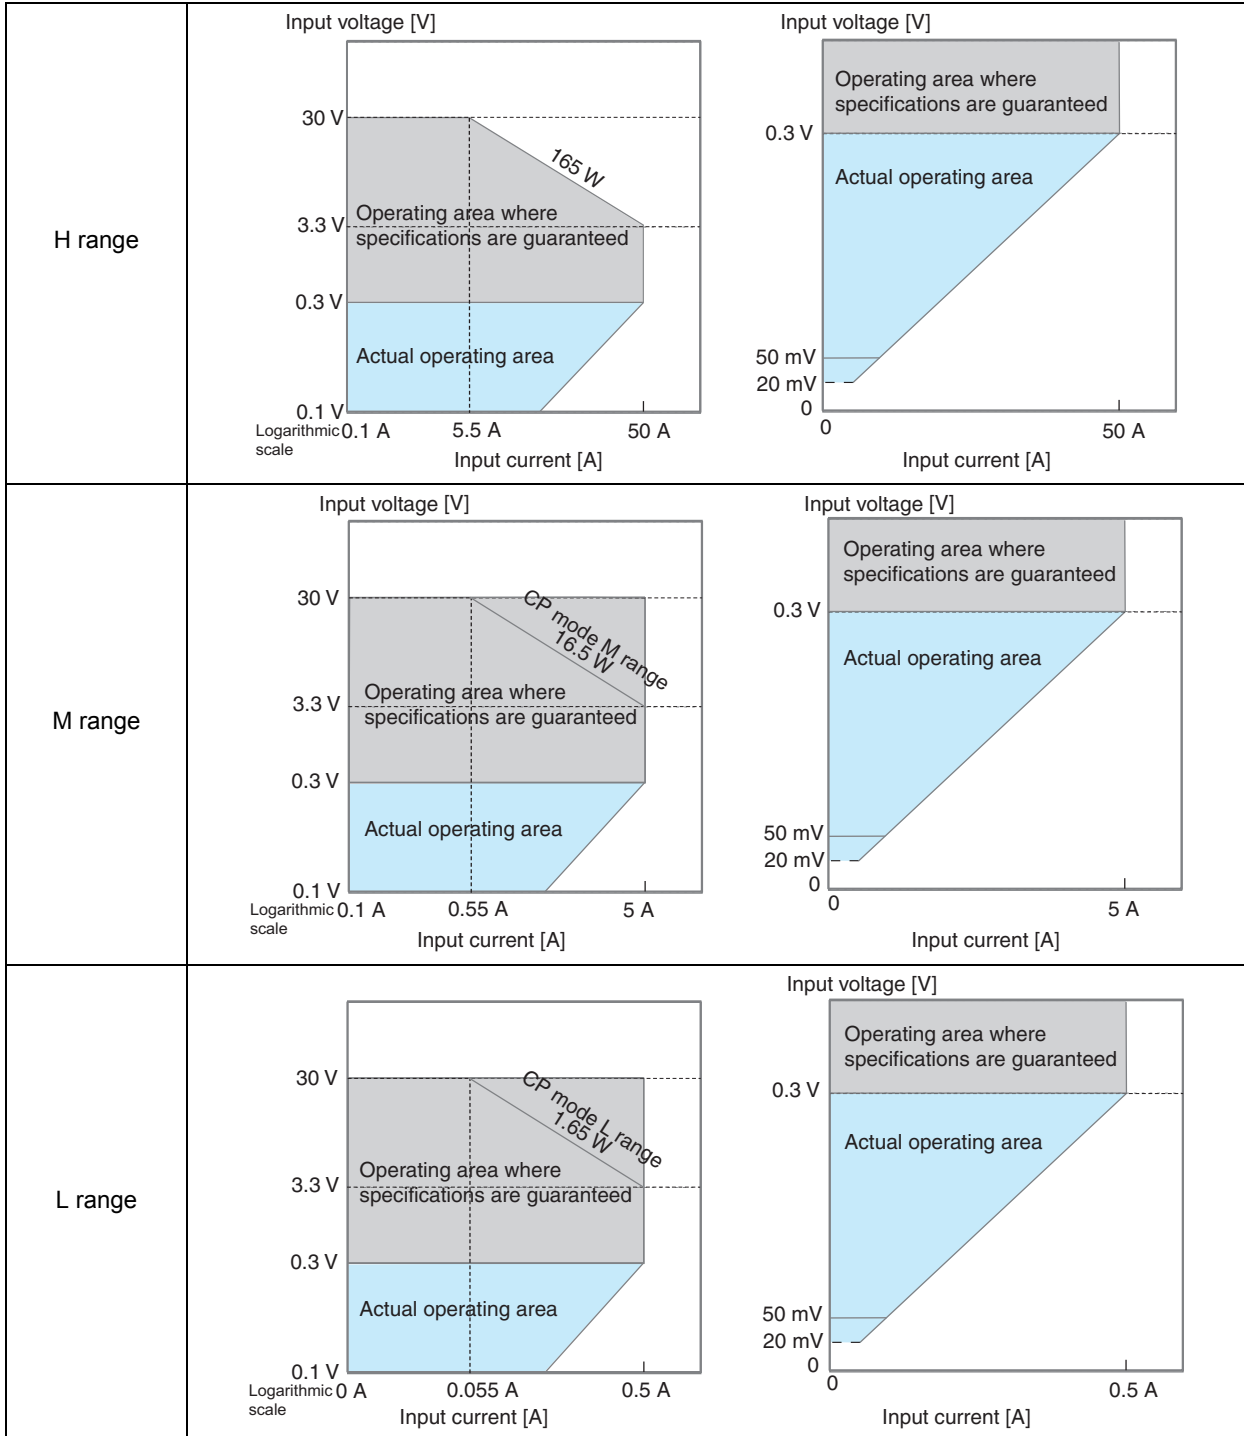 H range
Input voltage [V]
30 V
165 W
3.3 V
Operating area where
specifications are guaranteed
0.3 V
Actual operating area
0.1 V
Logarithmic
scale
0.1 A
5.5 A
50 A
Input current [A]
Input voltage [V]
Operating area where
specifications are guaranteed
0.3 V
Actual operating area
50 mV
20 mV
0
0
50 A
Input current [A]
M range
Input voltage [V]
30 V
CP mode M range
16.5 W
3.3 V
Operating area where
specifications are guaranteed
0.3 V
Actual operating area
0.1 V
Logarithmic
scale
0.1 A
0.55 A
5 A
Input current [A]
Input voltage [V]
Operating area where
specifications are guaranteed
0.3 V
Actual operating area
50 mV
20 mV
0
0
5 A
Input current [A]
L range
30 V
CP mode L range
1.65 W
3.3 V
Operating area where
specifications are guaranteed
0.3 V
Actual operating area
0.1 V
Logarithmic
scale
0 A
0.055 A
0.5 A
Input current [A]
Input voltage [V]
Operating area where
specifications are guaranteed
0.3 V
Actual operating area
50 mV
20 mV
0
0
0.5 A
Input current [A]